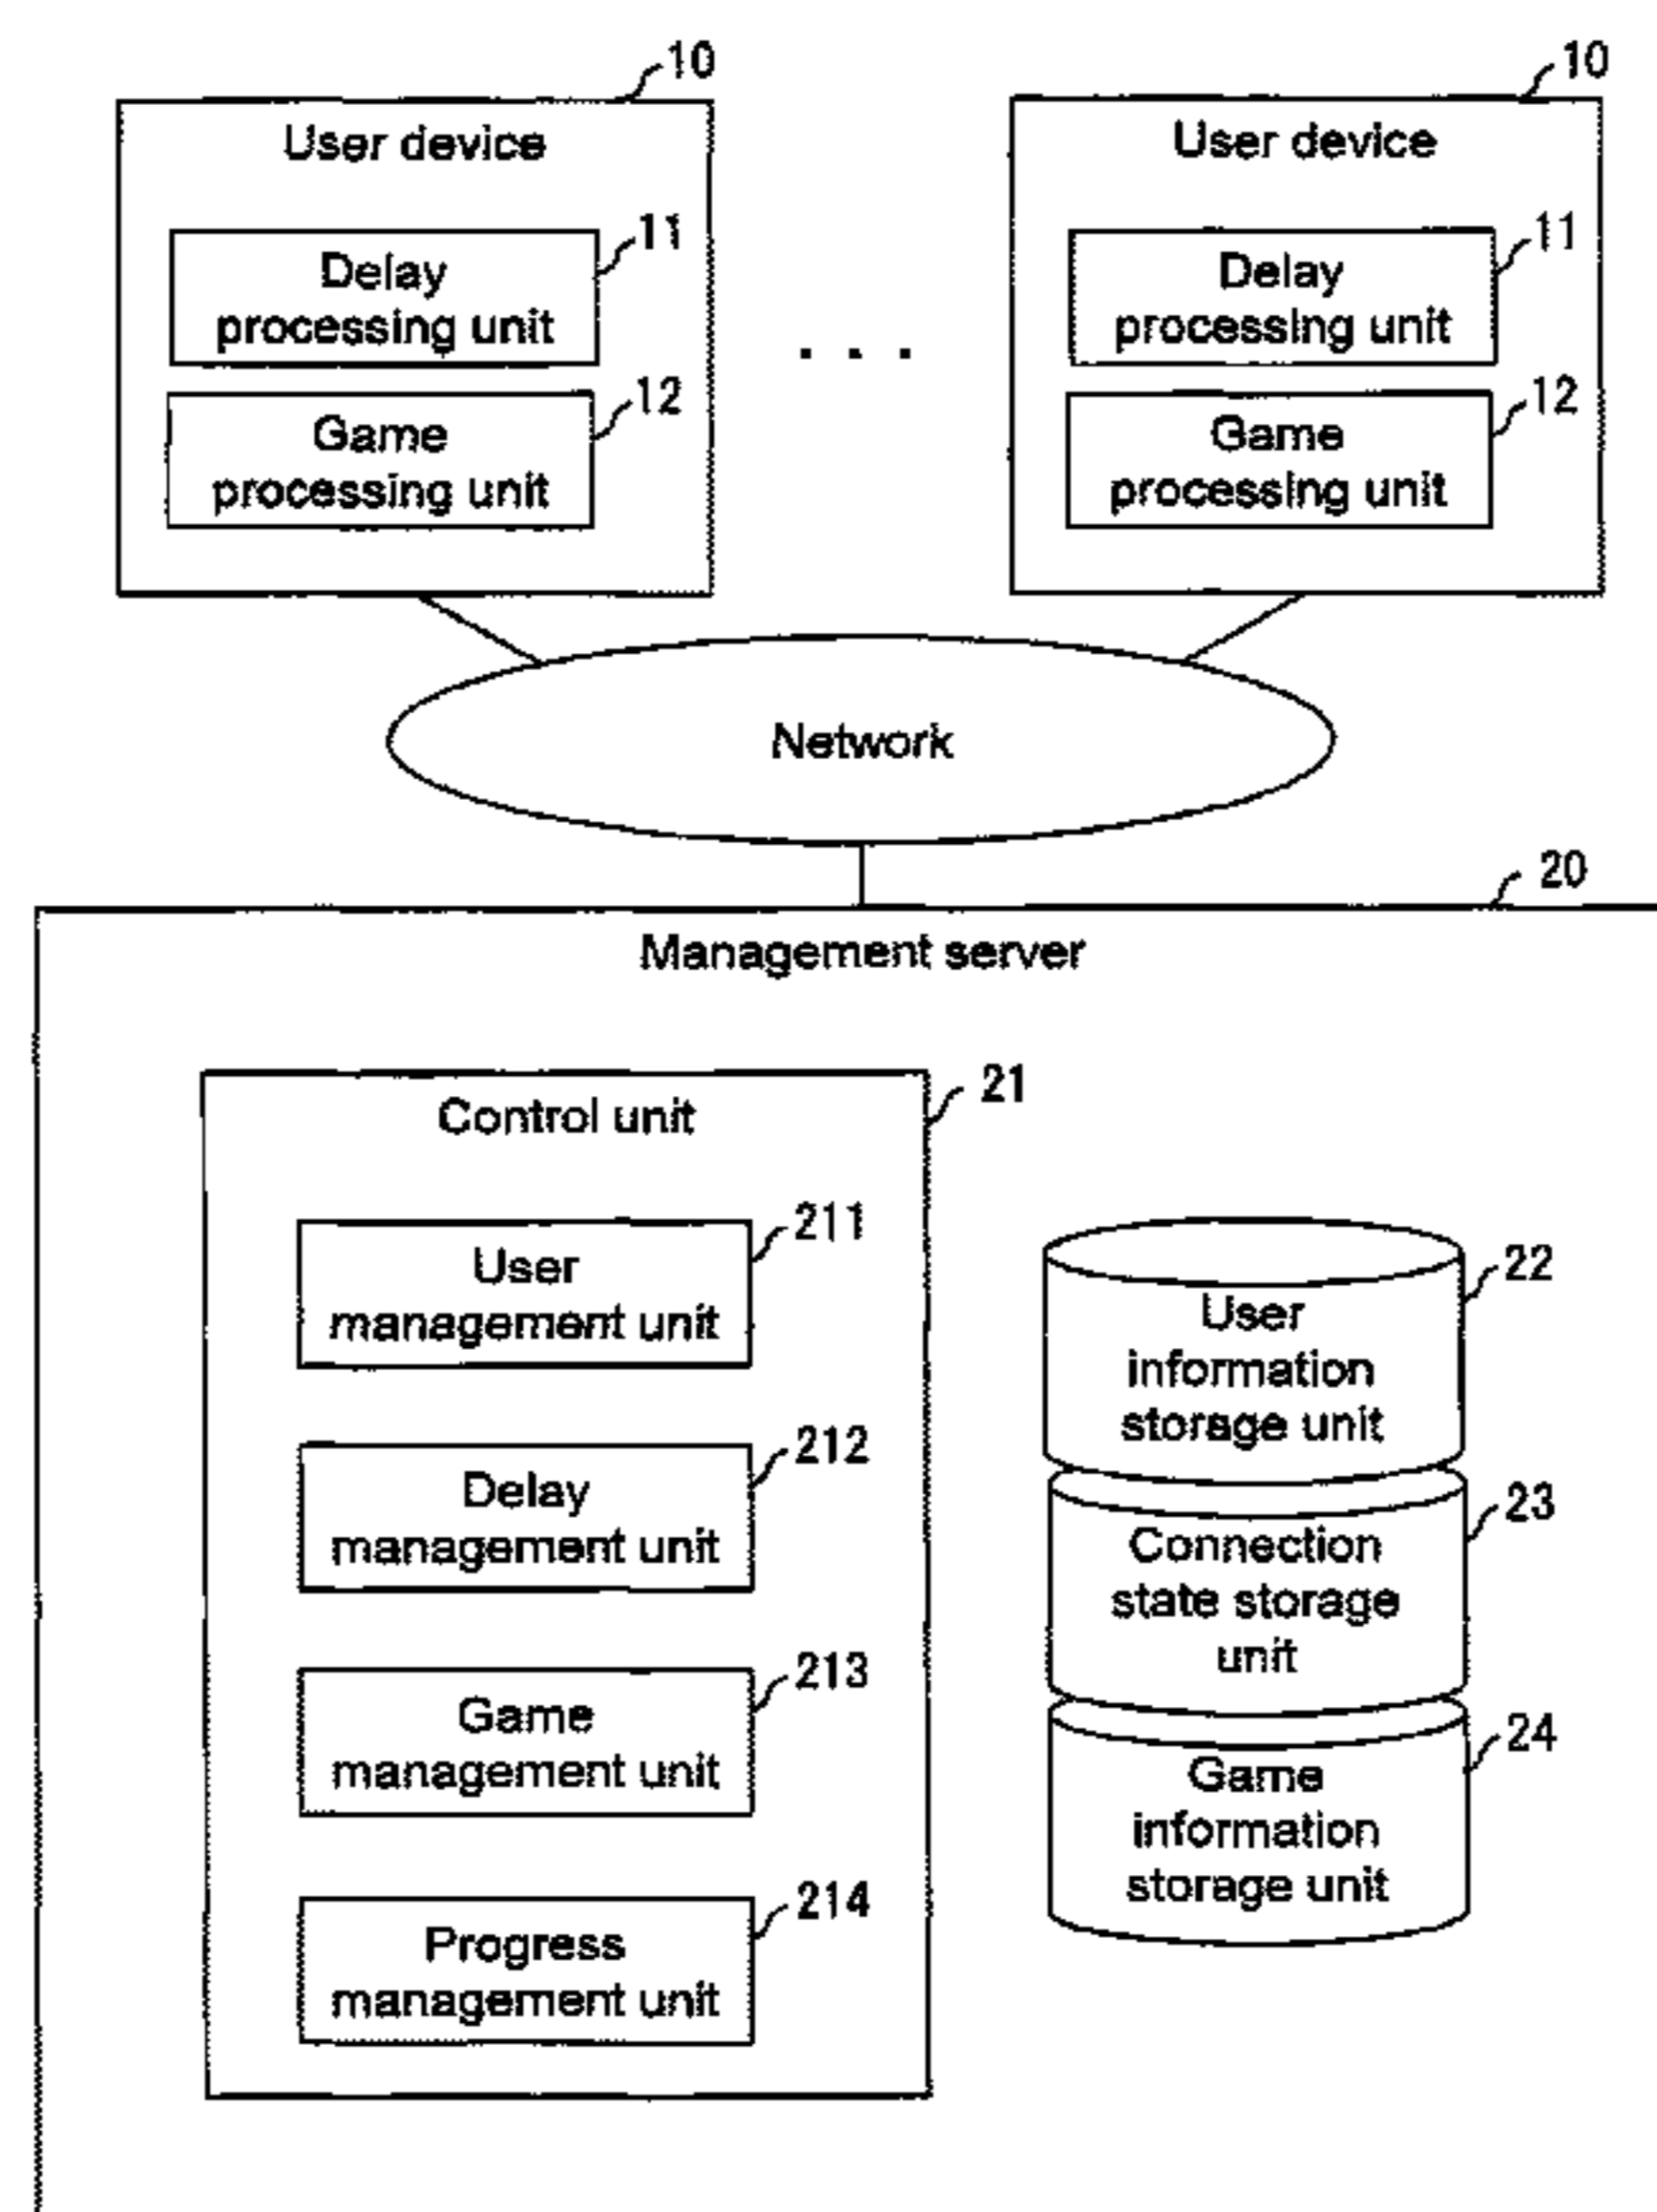 10
User device
11
Delay
processing unit
12
Game
processing unit
. . .
10
User device
11
Delay
processing unit
12
Game
processing unit
Network
20
Management server
21
Control unit
211
User
management unit
212
Delay
management unit
213
Game
management unit
214
Progress
management unit
22
User
information
storage unit
23
Connection
state storage
unit
24
Game
information
storage unit